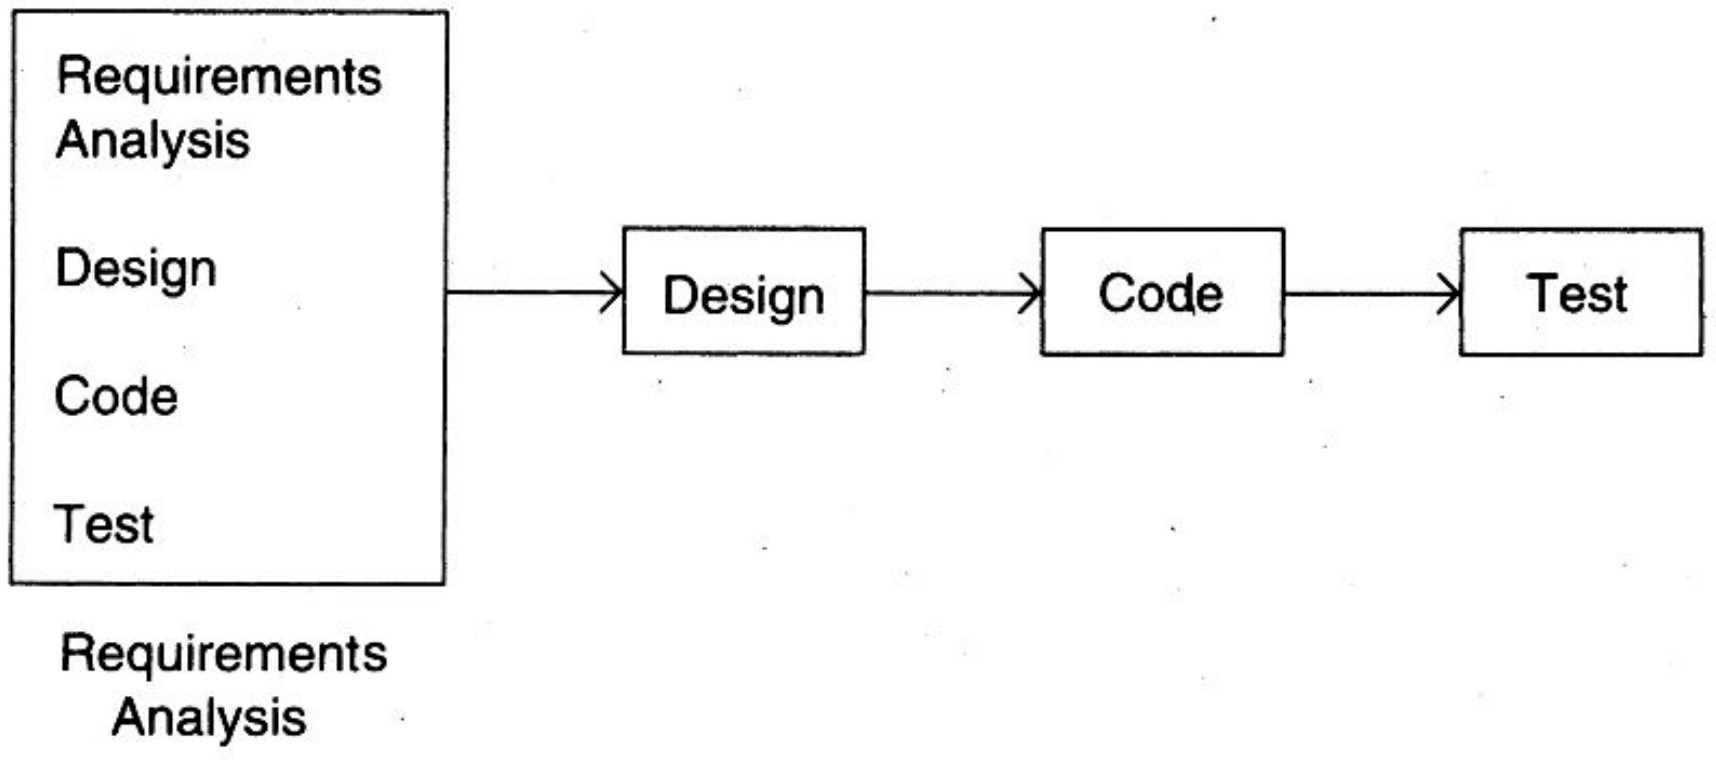 Requirements
Analysis
Design
Code
Test
Requirements
Analysis
Design
Code
Test